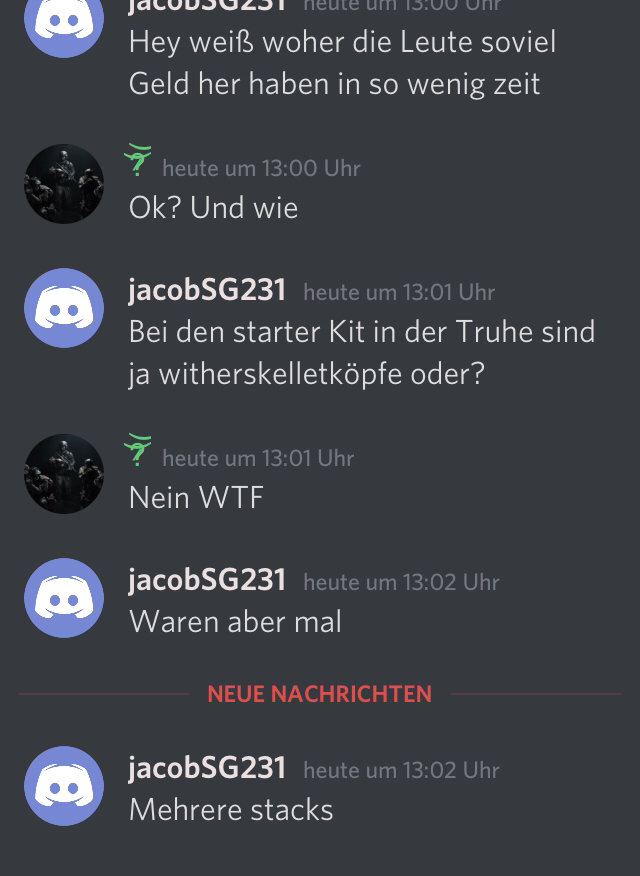 jacobSG231 heute um 13:00 Uhr
Hey weiß woher die Leute soviel
Geld her haben in so wenig zeit
heute um 13:00 Uhr
Ok? Und wie
jacobSG231 heute um 13:01 Uhr
Bei den starter Kit in der Truhe sind
ja witherskelletköpfe oder?
heute um 13:01 Uhr
Nein WTF
jacobSG231 heute um 13:02 Uhr
Waren aber mal
NEUE NACHRICHTEN
jacobSG231 heute um 13:02 Uhr
Mehrere stacks